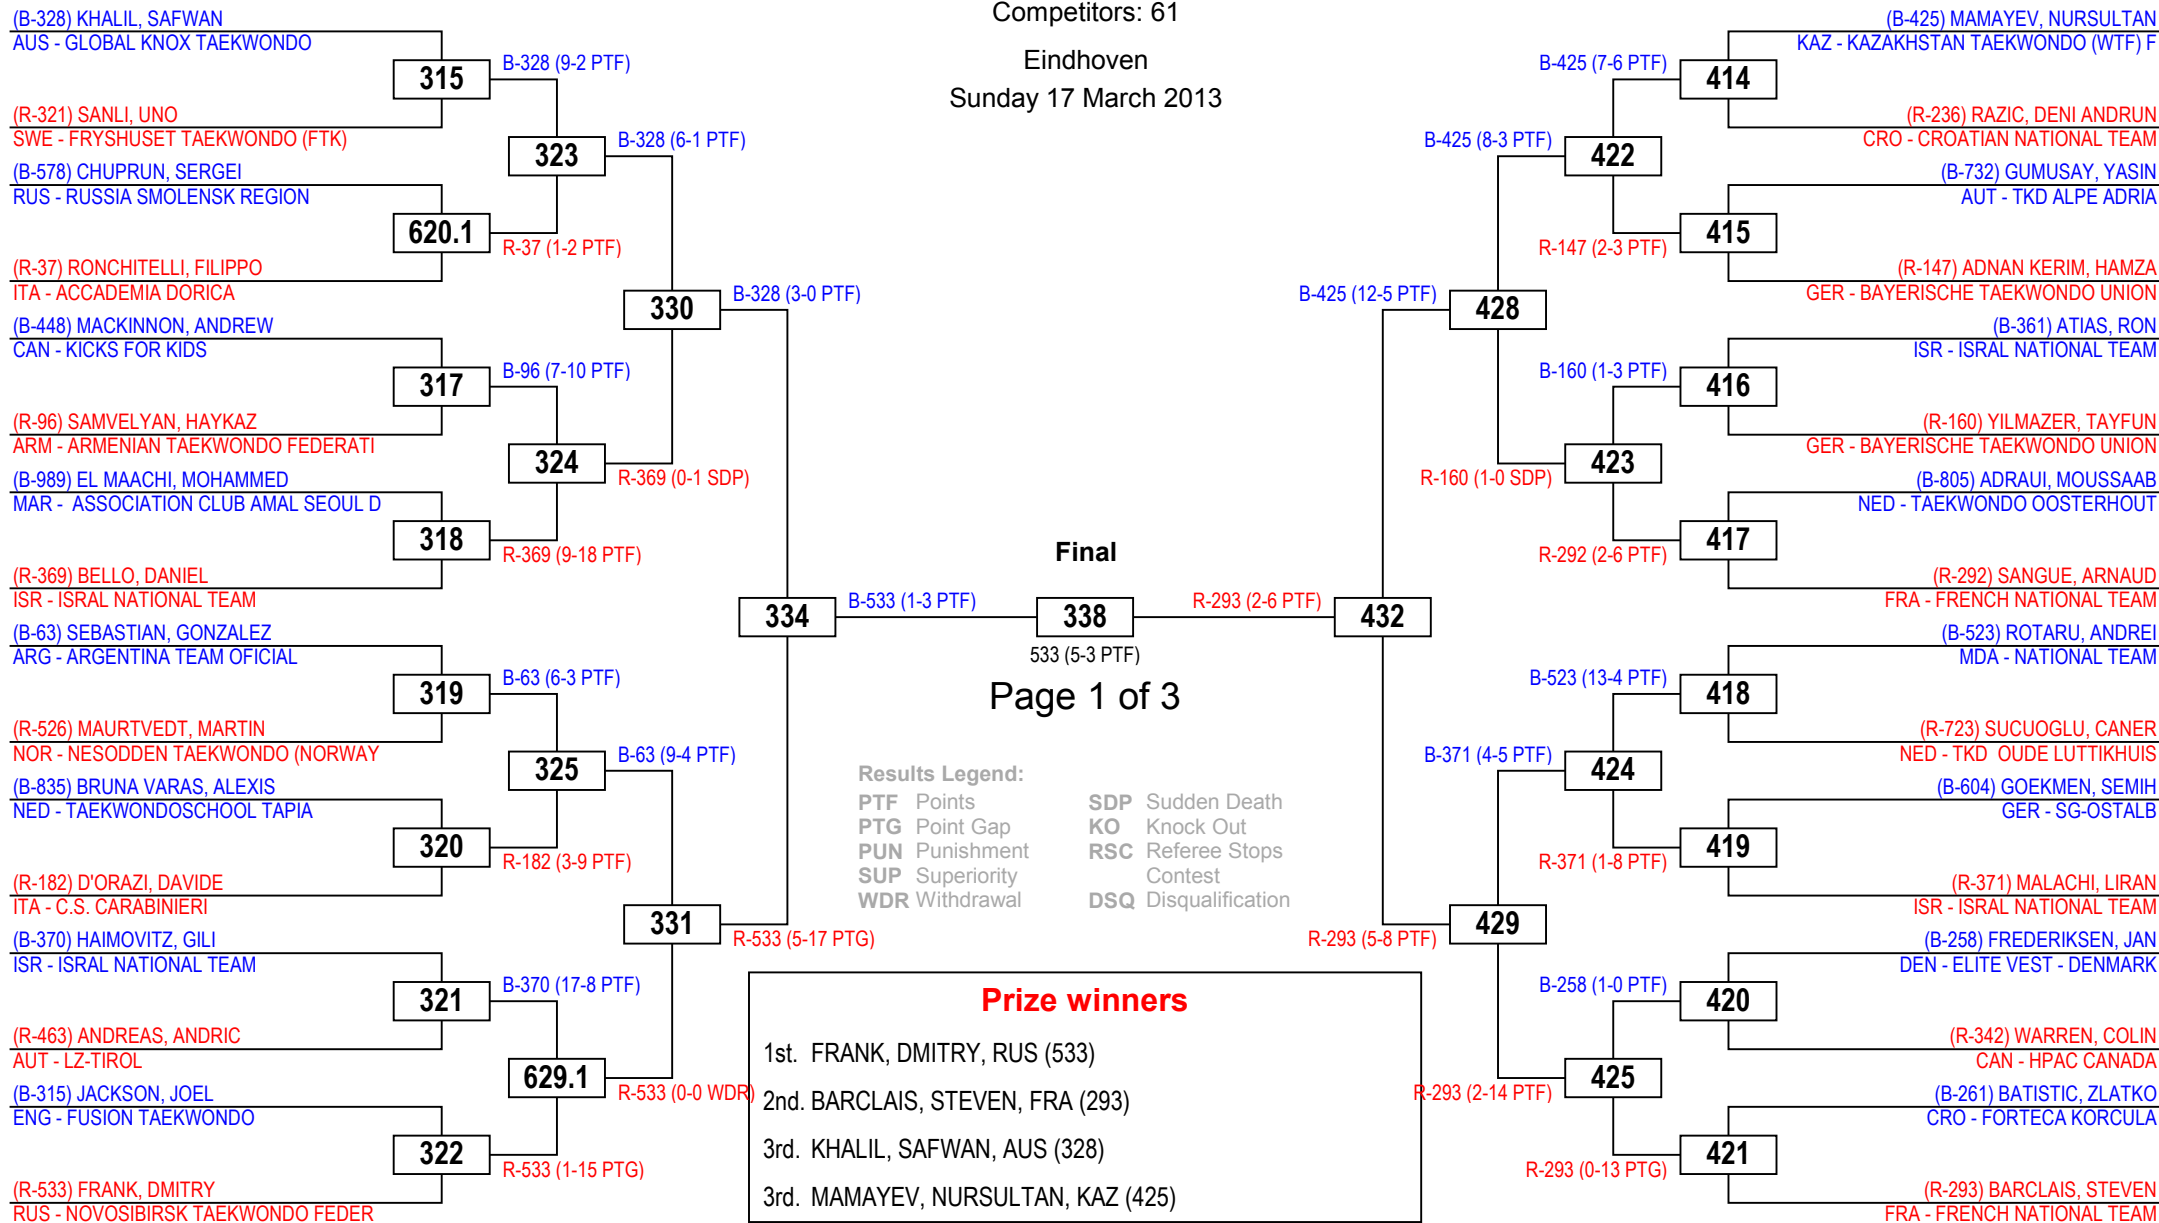 Competitors: 61
Eindhoven
Sunday 17 March 2013
(B-328) KHALIL, SAFWAN
AUS - GLOBAL KNOX TAEKWONDO
315
B-328 (9-2 PTF)
(R-321) SANLI, UNO
SWE - FRYSHUSET TAEKWONDO (FTK)
323
B-328 (6-1 PTF)
(B-578) CHUPRUN, SERGEI
RUS - RUSSIA SMOLENSK REGION
620.1
R-37 (1-2 PTF)
(R-37) RONCHITELLI, FILIPPO
ITA - ACCADEMIA DORICA
330
B-328 (3-0 PTF)
(B-448) MACKINNON, ANDREW
CAN - KICKS FOR KIDS
317
B-96 (7-10 PTF)
(R-96) SAMVELYAN, HAYKAZ
ARM - ARMENIAN TAEKWONDO FEDERATI
324
R-369 (0-1 SDP)
(B-989) EL MAACHI, MOHAMMED
MAR -  ASSOCIATION CLUB AMAL SEOUL D
318
R-369 (9-18 PTF)
(R-369) BELLO, DANIEL
ISR - ISRAL NATIONAL TEAM
334
B-533 (1-3 PTF)
(B-63) SEBASTIAN, GONZALEZ
ARG - ARGENTINA TEAM OFICIAL
319
B-63 (6-3 PTF)
(R-526) MAURTVEDT, MARTIN
NOR - NESODDEN TAEKWONDO (NORWAY
325
B-63 (9-4 PTF)
(B-835) BRUNA VARAS, ALEXIS
NED - TAEKWONDOSCHOOL TAPIA
320
R-182 (3-9 PTF)
(R-182) D'ORAZI, DAVIDE
ITA - C.S. CARABINIERI
331
R-533 (5-17 PTG)
(B-370) HAIMOVITZ, GILI
ISR - ISRAL NATIONAL TEAM
321
B-370 (17-8 PTF)
(R-463) ANDREAS, ANDRIC
AUT - LZ-TIROL
629.1
R-533 (0-0 WDR)
(B-315) JACKSON, JOEL
ENG - FUSION TAEKWONDO
322
R-533 (1-15 PTG)
(R-533) FRANK, DMITRY
RUS - NOVOSIBIRSK TAEKWONDO FEDER
Final
338
533 (5-3 PTF)
Page 1 of 3
Results Legend:
PTF Points SDP Sudden Death
PTG Point Gap KO Knock Out
PUN Punishment RSC Referee Stops
SUP Superiority Contest
WDR Withdrawal DSQ Disqualification
Prize winners
1st. FRANK, DMITRY, RUS (533)
2nd. BARCLAIS, STEVEN, FRA (293)
3rd. KHALIL, SAFWAN, AUS (328)
3rd. MAMAYEV, NURSULTAN, KAZ (425)
(B-425) MAMAYEV, NURSULTAN
KAZ - KAZAKHSTAN TAEKWONDO (WTF) F
B-425 (7-6 PTF)
414
(R-236) RAZIC, DENI ANDRUN
CRO - CROATIAN NATIONAL TEAM
B-425 (8-3 PTF)
422
(B-732) GUMUSAY, YASIN
AUT - TKD ALPE ADRIA
415
R-147 (2-3 PTF)
(R-147) ADNAN KERIM, HAMZA
GER - BAYERISCHE TAEKWONDO UNION
B-425 (12-5 PTF)
428
(B-361) ATIAS, RON
ISR - ISRAL NATIONAL TEAM
B-160 (1-3 PTF)
416
(R-160) YILMAZER, TAYFUN
GER - BAYERISCHE TAEKWONDO UNION
423
R-160 (1-0 SDP)
(B-805) ADRAUI, MOUSSAAB
NED - TAEKWONDO OOSTERHOUT
417
R-292 (2-6 PTF)
(R-292) SANGUE, ARNAUD
FRA - FRENCH NATIONAL TEAM
R-293 (2-6 PTF)
432
(B-523) ROTARU, ANDREI
MDA - NATIONAL TEAM
B-523 (13-4 PTF)
418
(R-723) SUCUOGLU, CANER
NED - TKD  OUDE LUTTIKHUIS
B-371 (4-5 PTF)
424
(B-604) GOEKMEN, SEMIH
GER - SG-OSTALB
419
R-371 (1-8 PTF)
(R-371) MALACHI, LIRAN
ISR - ISRAL NATIONAL TEAM
429
R-293 (5-8 PTF)
(B-258) FREDERIKSEN, JAN
DEN - ELITE VEST - DENMARK
B-258 (1-0 PTF)
420
(R-342) WARREN, COLIN
CAN - HPAC CANADA
425
R-293 (2-14 PTF)
(B-261) BATISTIC, ZLATKO
CRO - FORTECA KORCULA
421
R-293 (0-13 PTG)
(R-293) BARCLAIS, STEVEN
FRA - FRENCH NATIONAL TEAM